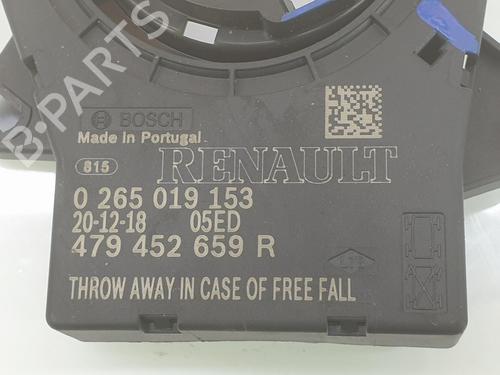 BOSCH
Made in Portugal
815
RENAULT
0 265 019 153
20-12-18 05ED
479 452 659 R
THROW AWAY IN CASE OF FREE FALL
B-PARTS